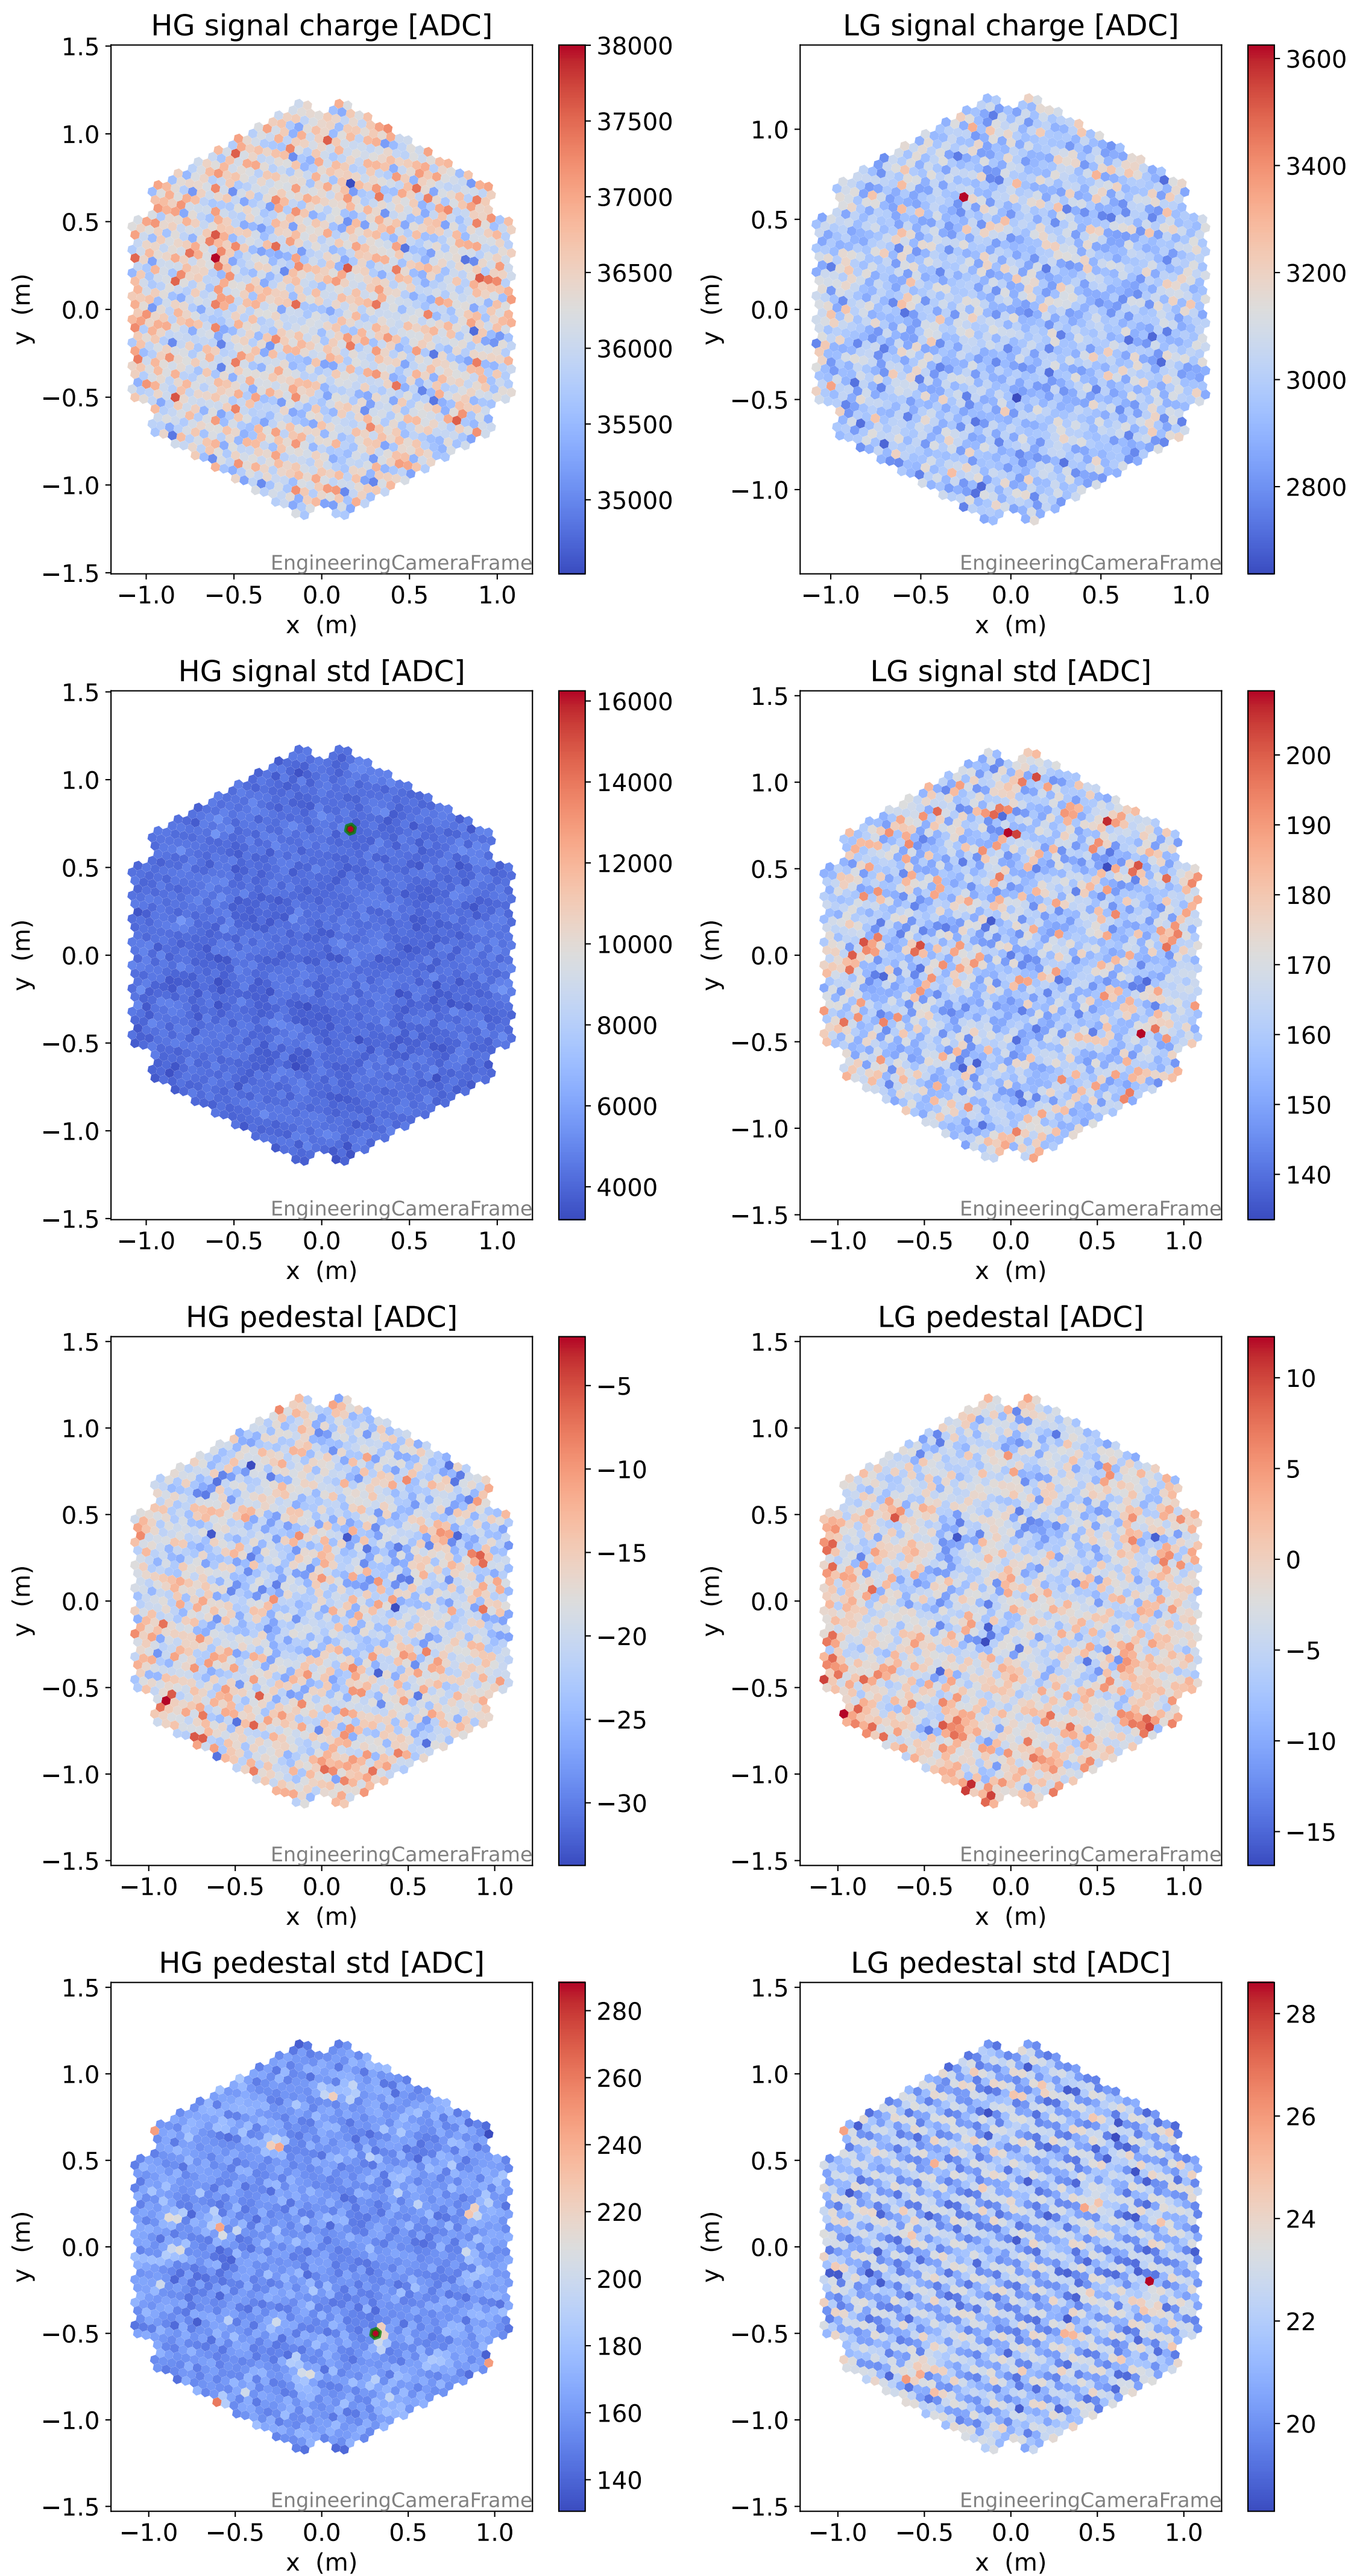 HG signal charge [ADC]
1.5
1.0
0.5
0.0
−0.5
−1.0
−1.5
y (m)
−1.0 −0.5 0.0 0.5 1.0
x (m)
EngineeringCameraFrame
38000
37500
37000
36500
36000
35500
35000
LG signal charge [ADC]
1.0
0.5
0.0
−0.5
−1.0
y (m)
−1.0 −0.5 0.0 0.5 1.0
x (m)
EngineeringCameraFrame
3600
3400
3200
3000
2800
HG signal std [ADC]
1.5
1.0
0.5
0.0
−0.5
−1.0
−1.5
y (m)
−1.0 −0.5 0.0 0.5 1.0
x (m)
EngineeringCameraFrame
16000
14000
12000
10000
8000
6000
4000
LG signal std [ADC]
1.5
1.0
0.5
0.0
−0.5
−1.0
−1.5
y (m)
−1.0 −0.5 0.0 0.5 1.0
x (m)
EngineeringCameraFrame
200
190
180
170
160
150
140
HG pedestal [ADC]
1.5
1.0
0.5
0.0
−0.5
−1.0
−1.5
y (m)
−1.0 −0.5 0.0 0.5 1.0
x (m)
EngineeringCameraFrame
−5
−10
−15
−20
−25
−30
LG pedestal [ADC]
1.5
1.0
0.5
0.0
−0.5
−1.0
−1.5
y (m)
−1.0 −0.5 0.0 0.5 1.0
x (m)
EngineeringCameraFrame
10
5
0
−5
−10
−15
HG pedestal std [ADC]
1.5
1.0
0.5
0.0
−0.5
−1.0
−1.5
y (m)
−1.0 −0.5 0.0 0.5 1.0
x (m)
EngineeringCameraFrame
280
260
240
220
200
180
160
140
LG pedestal std [ADC]
1.5
1.0
0.5
0.0
−0.5
−1.0
−1.5
y (m)
−1.0 −0.5 0.0 0.5 1.0
x (m)
EngineeringCameraFrame
28
26
24
22
20